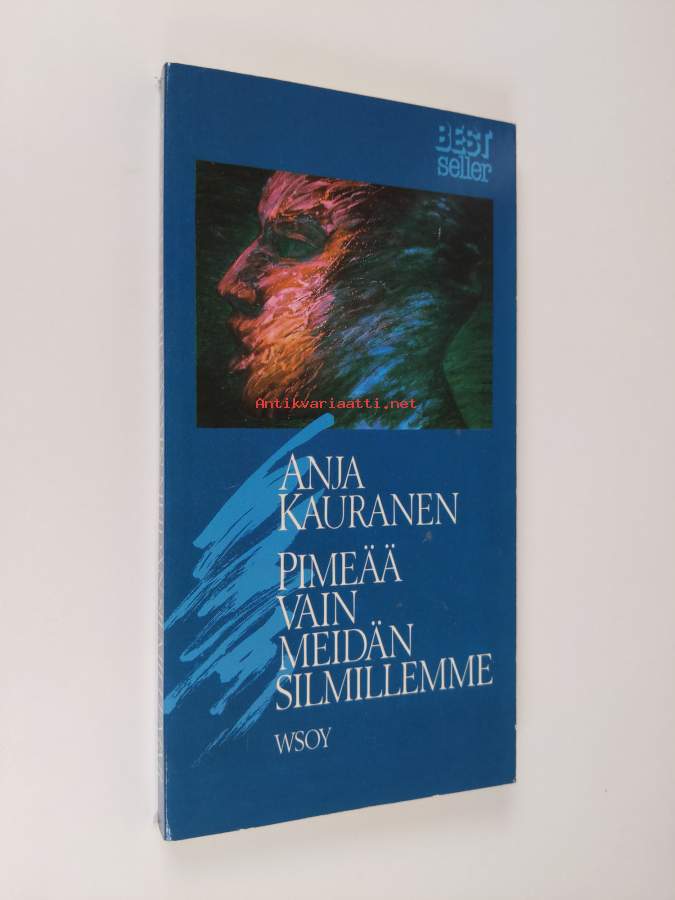 BEST
seller
Antikvariaatti.net
ANJA
KAURANEN
PIMEÄÄ
VAIN
MEIDÄN
SILMILLEMME
WSOY